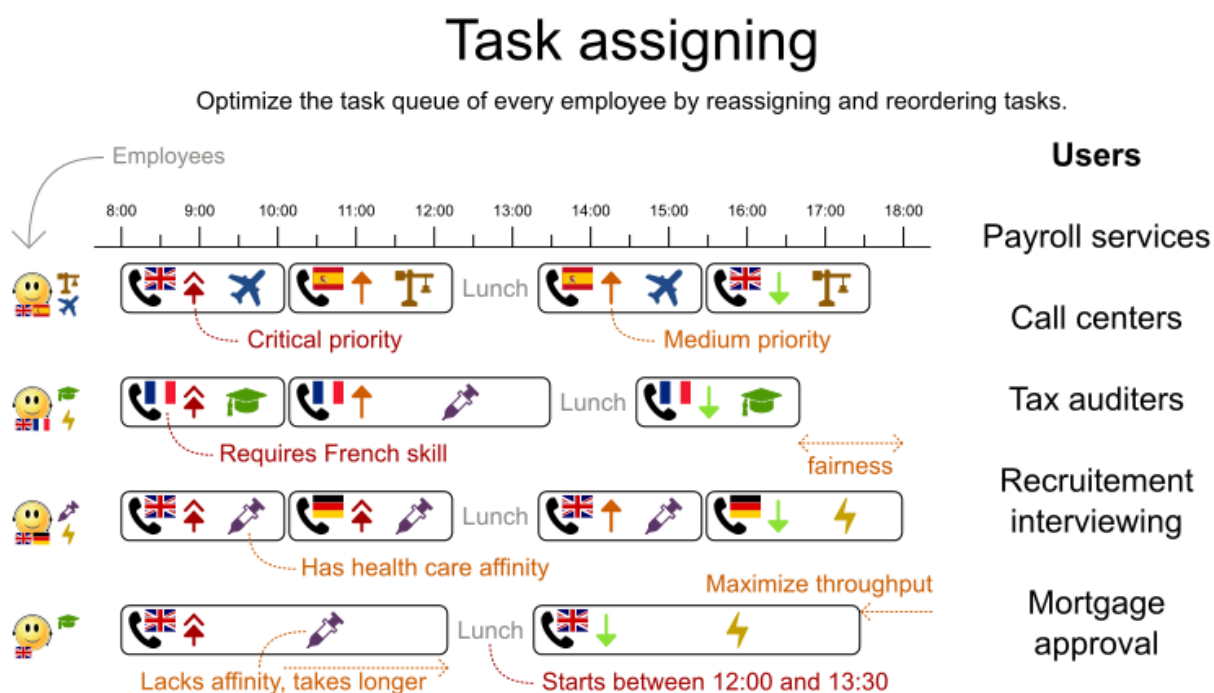 Task assigning
Optimize the task queue of every employee by reassigning and reordering tasks.
Employees
Users
8:00 9:00 10:00 11:00 12:00 13:00 14:00 15:00 16:00 17:00 18:00
Payroll services
Lunch
Call centers
Critical priority
Medium priority
Lunch
Tax auditers
Requires French skill
fairness
Recruitement
interviewing
Lunch
Has health care affinity
Maximize throughput
Mortgage
approval
Lunch
Lacks affinity, takes longer
Starts between 12:00 and 13:30